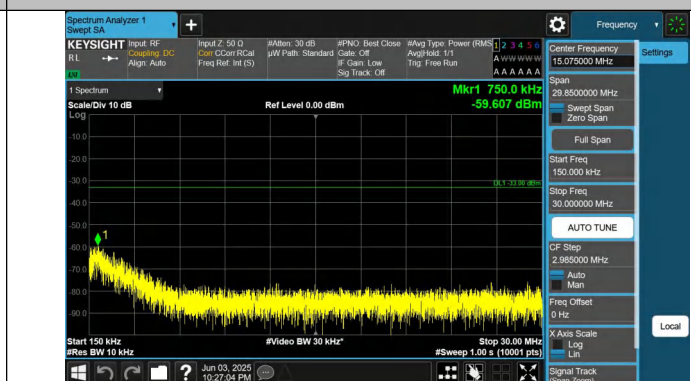 Spectrum Analyzer 1
Swept SA
Frequency
KEYSIGHT
R L
Input: RF
Coupling: DC
Align: Auto
Input Z: 50 Ω
Corr CCorr RCal
Freq Ref: Int (S)
#Atten: 30 dB
µW Path: Standard
#PNO: Best Close
Gate: Off
IF Gain: Low
Sig Track: Off
#Avg Type: Power (RMS
Avg|Hold: 1/1
Trig: Free Run
1 2 3 4 5 6
A W W W W W
A A A A A A
Center Frequency
15.075000 MHz
Settings
1 Spectrum
Scale/Div 10 dB
Ref Level 0.00 dBm
Mkr1 750.0 kHz
-59.607 dBm
Span
29.8500000 MHz
Swept Span
Zero Span
Full Span
Start Freq
150.000 kHz
Stop Freq
30.000000 MHz
AUTO TUNE
CF Step
2.985000 MHz
Auto
Man
Freq Offset
0 Hz
X Axis Scale
Log
Lin
Signal Track
(Span Zoom)
Local
Log
-10.0
-20.0
-30.0
DL1 -33.00 dBm
-40.0
-50.0
1
-60.0
-70.0
-80.0
-90.0
Start 150 kHz
#Res BW 10 kHz
#Video BW 30 kHz*
Stop 30.00 MHz
#Sweep 1.00 s (10001 pts)
?
Jun 03, 2025
10:27:04 PM